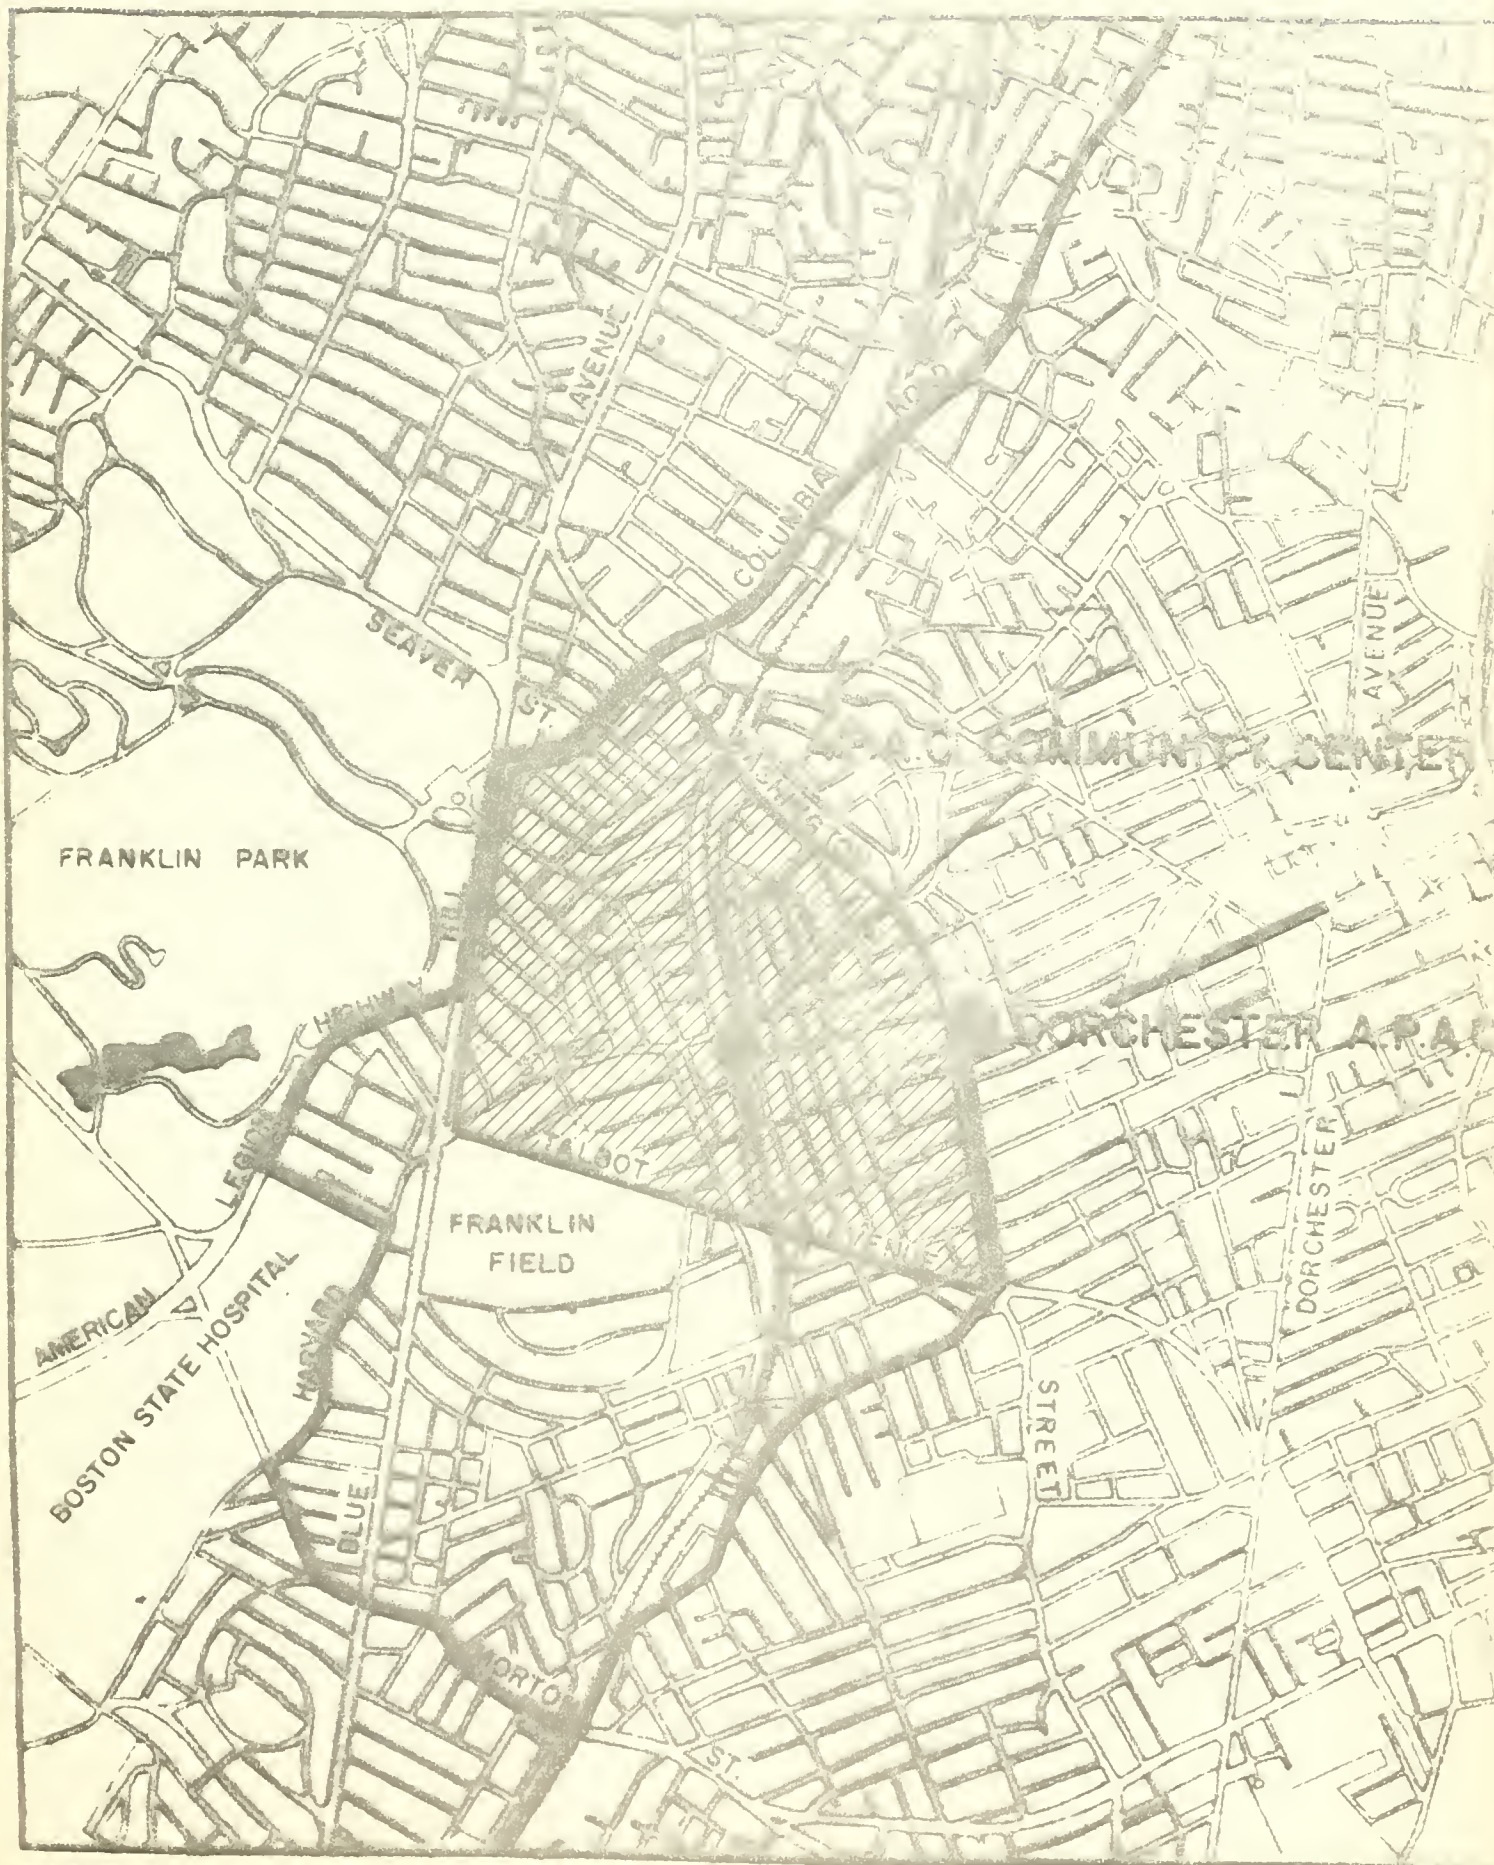 AVENUE
COLUMBIA
ROAD
SEAVER
ST.
AVENUE
A.P.A.C. COMMUNITY CENTER
FRANKLIN PARK
HILL
HIGHWAY
DORCHESTER A.P.A.C
LEGION
TALBOT
DORCHESTER
FRANKLIN
FIELD
AMERICAN
BOSTON STATE HOSPITAL
HARVARD
STREET
BLUE
MORTON
ST.